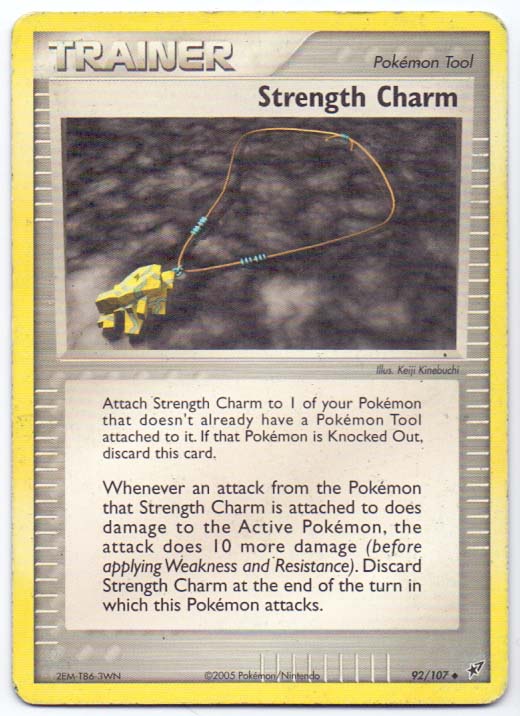 TRAINER
Pokémon Tool
Strength Charm
Illus. Keiji Kinebuchi
Attach Strength Charm to 1 of your Pokémon
that doesn't already have a Pokémon Tool
attached to it. If that Pokémon is Knocked Out,
discard this card.
Whenever an attack from the Pokémon
that Strength Charm is attached to does
damage to the Active Pokémon, the
attack does 10 more damage (before
applying Weakness and Resistance). Discard
Strength Charm at the end of the turn in
which this Pokémon attacks.
2EM-T86-3WN
©2005 Pokémon/Nintendo
92/107